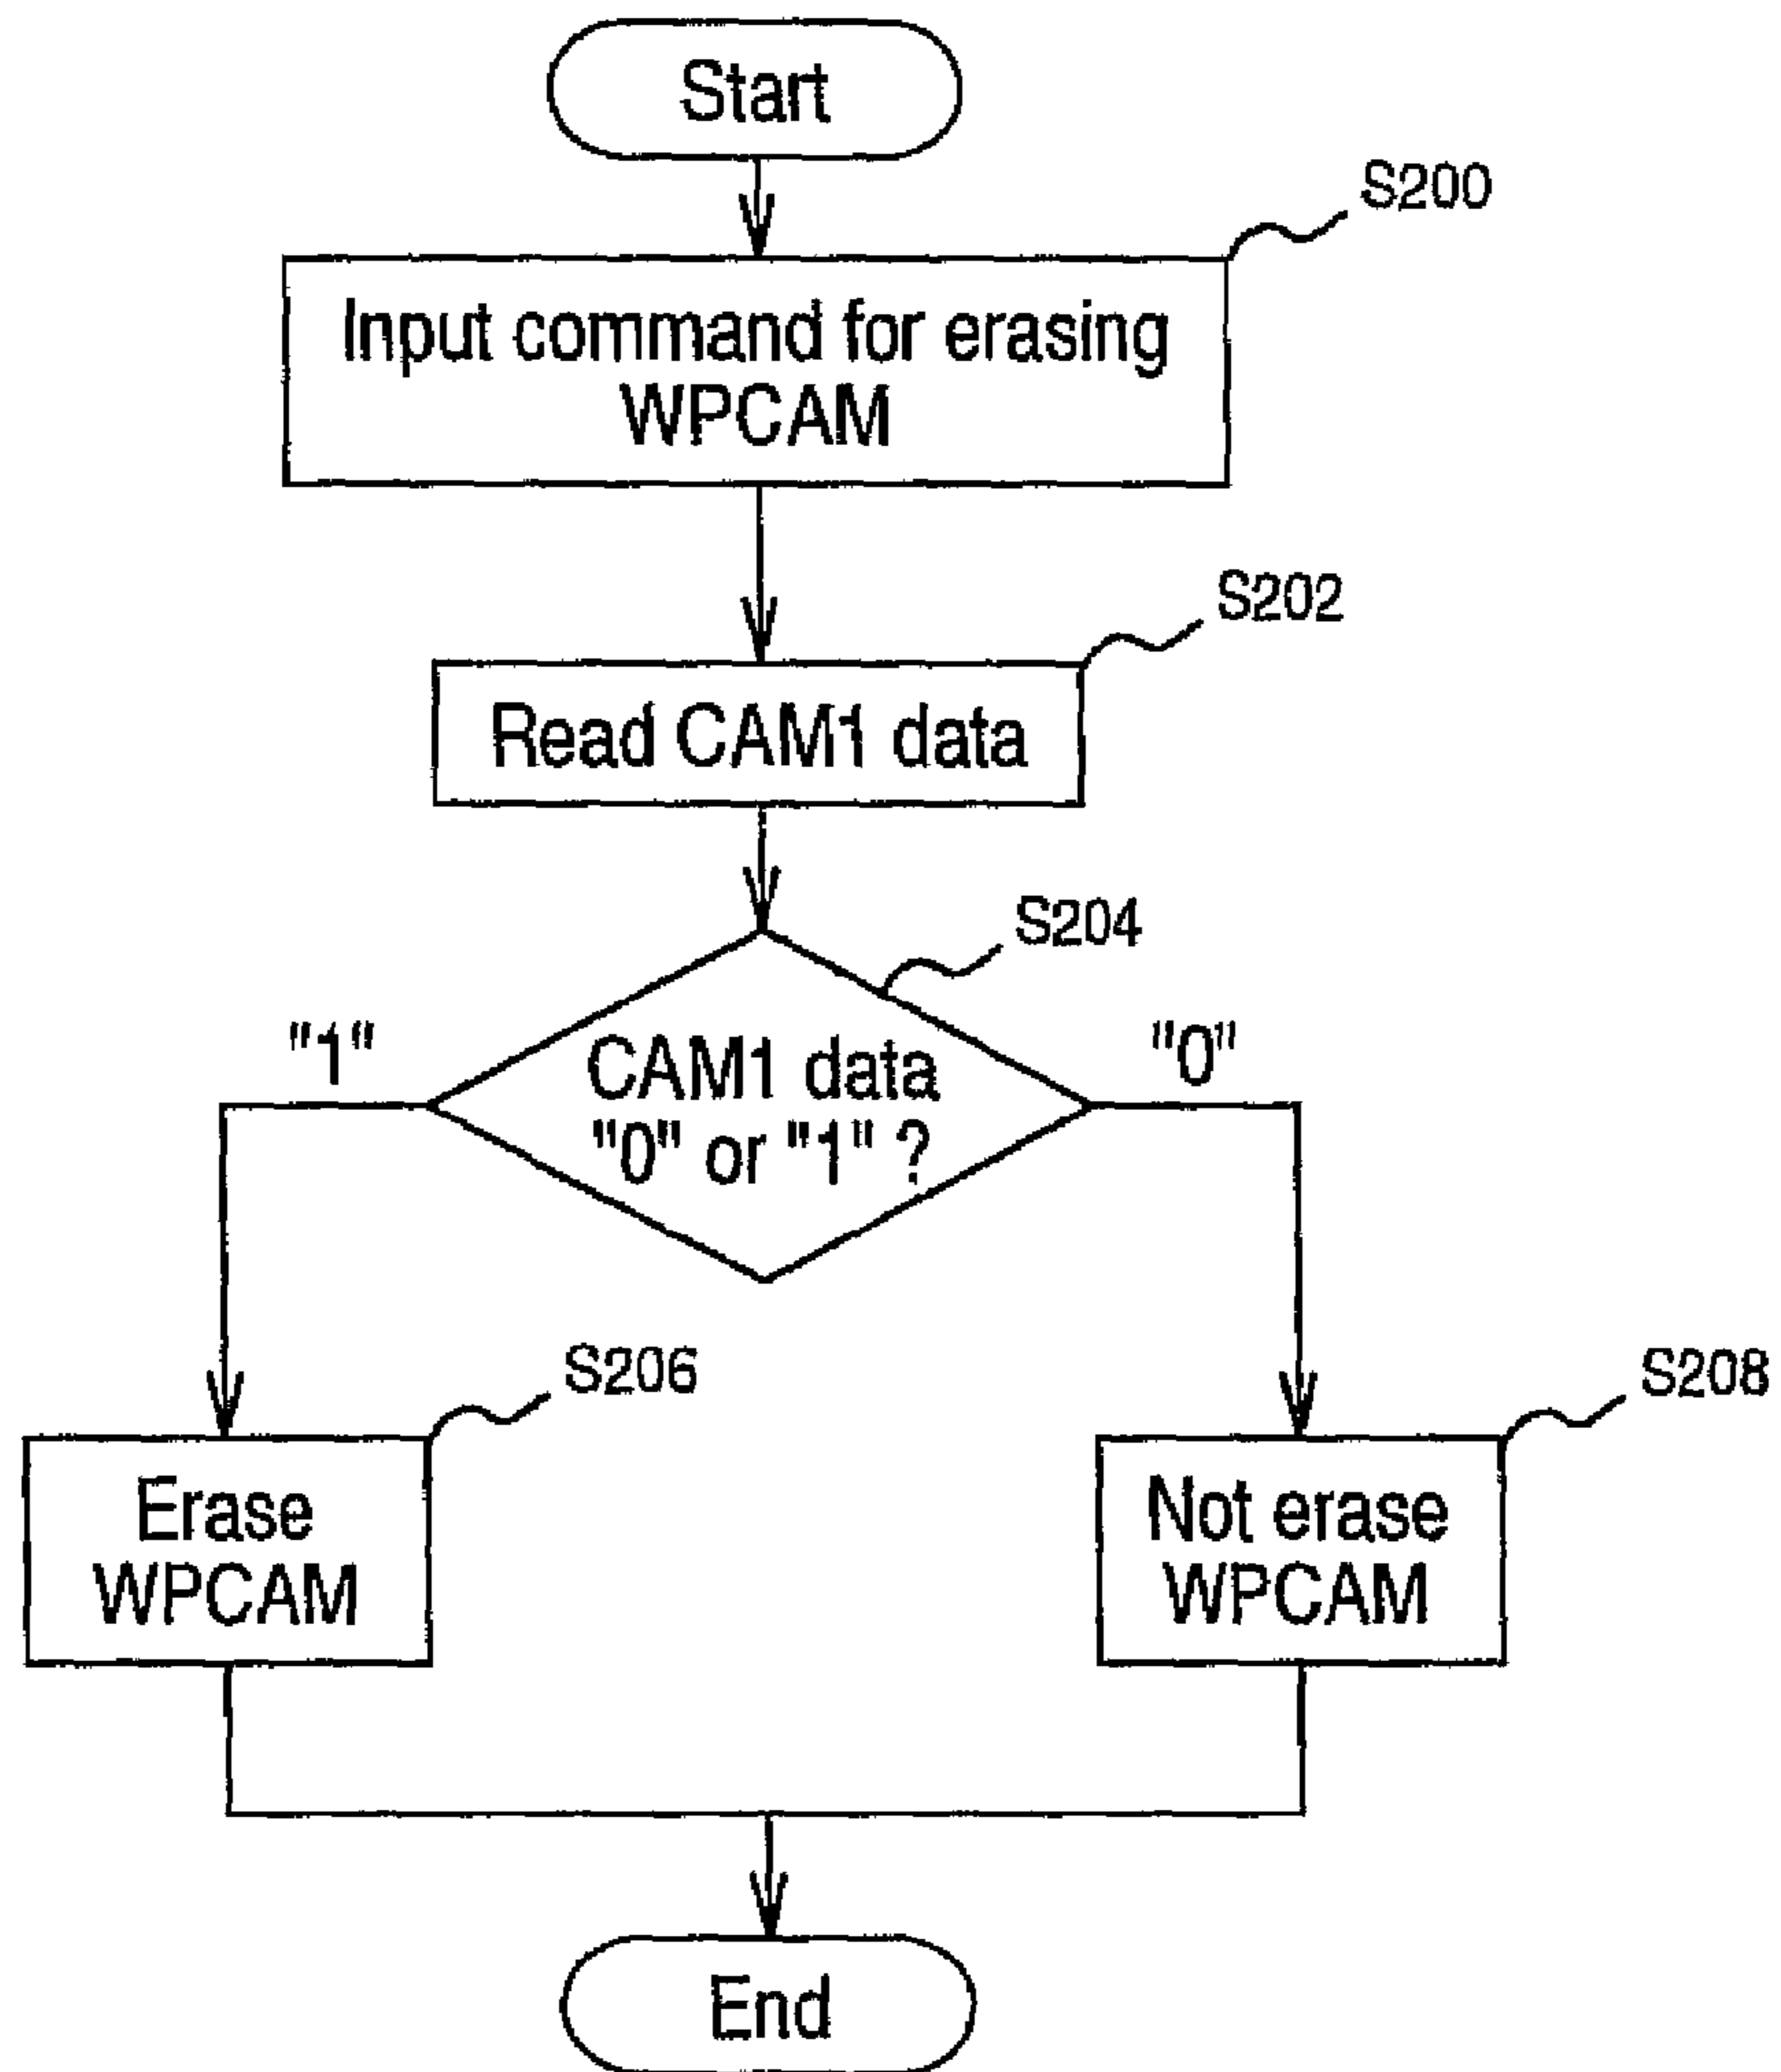 Start
S200
Input command for erasing
WPCAM
S202
Read CAM1 data
S204
"1"
"0"
CAM1 data
"0" or "1" ?
S206
S208
Erase
WPCAM
Not erase
WPCAM
End